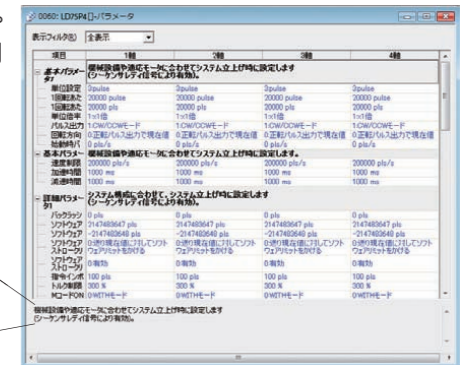 0060: LD75P4[]-パラメータ
表示フィルタ(R) 全表示
項目 1軸 2軸 3軸 4軸
基本パラメータ1 機械設備や適応モータに合わせてシステム立上げ時に設定します(シーケンサレディ信号により有効)。
単位設定 3:pulse 3:pulse 3:pulse 3:pulse
1回転あた 20000 pulse 20000 pulse 20000 pulse 20000 pulse
1回転あた 20000 pls 20000 pls 20000 pls 20000 pls
単位倍率 1:×1倍 1:×1倍 1:×1倍 1:×1倍
パルス出力 1:CW/CCWモード 1:CW/CCWモード 1:CW/CCWモード 1:CW/CCWモード
回転方向 0:正転パルス出力で現在値 0:正転パルス出力で現在値 0:正転パルス出力で現在値 0:正転パルス出力で現在値
始動時バ 0 pls/s 0 pls/s 0 pls/s 0 pls/s
基本パラメー 機械設備や適応モータに合わせてシステム立上げ時に設定します。
速度制限 200000 pls/s 200000 pls/s 200000 pls/s 200000 pls/s
加速時間 1000 ms 1000 ms 1000 ms 1000 ms
減速時間 1000 ms 1000 ms 1000 ms 1000 ms
詳細パラメータ1 システム構成に合わせて、システム立上げ時に設定します(シーケンサレディ信号により有効)。
バックラッシ 0 pls 0 pls 0 pls 0 pls
ソフトウェア 2147483647 pls 2147483647 pls 2147483647 pls 2147483647 pls
ソフトウェア -2147483648 pls -2147483648 pls -2147483648 pls -2147483648 pls
ソフトウェアストローク 0:送り現在値に対してソフトウェアリミットをかける 0:送り現在値に対してソフトウェアリミットをかける 0:送り現在値に対してソフトウェアリミットをかける 0:送り現在値に対してソフトウェアリミットをかける
ソフトウェアストロークリ 0:有効 0:有効 0:有効 0:有効
指令インポ 100 pls 100 pls 100 pls 100 pls
トルク制限 300 % 300 % 300 % 300 %
MコードON 0:WITHモード 0:WITHモード 0:WITHモード 0:WITHモード
機械設備や適応モータに合わせてシステム立上げ時に設定します
(シーケンサレディ信号により有効)。